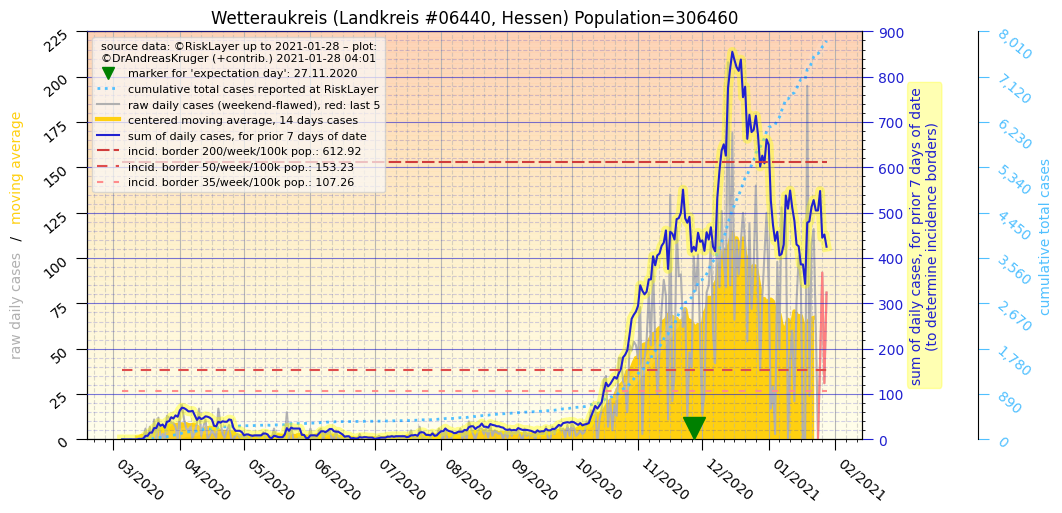 Wetteraukreis (Landkreis #06440, Hessen) Population=306460
source data: ©RiskLayer up to 2021-01-28 – plot:
©DrAndreasKruger (+contrib.) 2021-01-28 04:01
marker for 'expectation day': 27.11.2020
cumulative total cases reported at RiskLayer
raw daily cases (weekend-flawed), red: last 5
centered moving average, 14 days cases
sum of daily cases, for prior 7 days of date
incid. border 200/week/100k pop.: 612.92
incid. border 50/week/100k pop.: 153.23
incid. border 35/week/100k pop.: 107.26
raw daily cases / moving average
225
200
175
150
125
100
75
50
25
0
03/2020
04/2020
05/2020
06/2020
07/2020
08/2020
09/2020
10/2020
11/2020
12/2020
01/2021
02/2021
900
800
700
600
500
400
300
200
100
0
sum of daily cases, for prior 7 days of date
(to determine incidence borders)
8,010
7,120
6,230
5,340
4,450
3,560
2,670
1,780
890
0
cumulative total cases